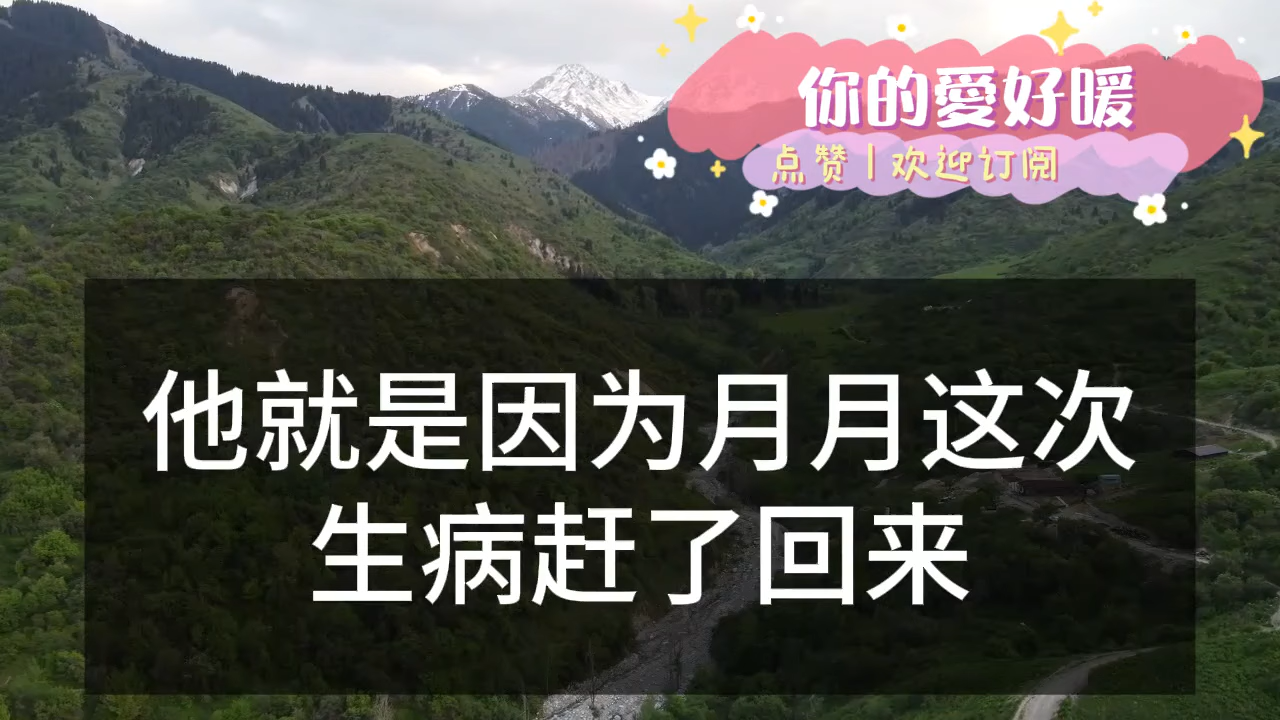 你的愛好暖
点赞 | 欢迎订阅
他就是因为月月这次
生病赶了回来